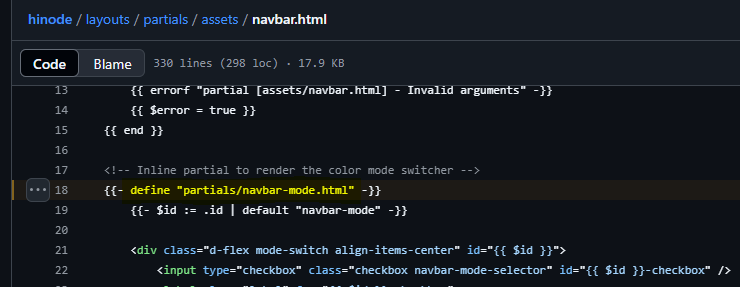 hinode / layouts / partials / assets / navbar.html
Code Blame 330 lines (298 loc) · 17.9 KB
13 {{ errorf "partial [assets/navbar.html] - Invalid arguments" -}}
14 {{ $error = true }}
15 {{ end }}
16
17 <!-- Inline partial to render the color mode switcher -->
18 {{- define "partials/navbar-mode.html" -}}
19 {{- $id := .id | default "navbar-mode" -}}
20
21 <div class="d-flex mode-switch align-items-center" id="{{ $id }}">
22 <input type="checkbox" class="checkbox navbar-mode-selector" id="{{ $id }}-checkbox" />